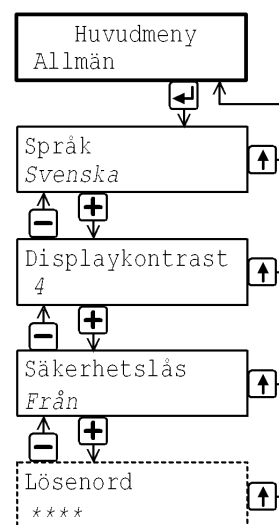 Huvudmeny
Allmän
Språk
Svenska
Displaykontrast
4
Säkerhetslås
Från
Lösenord
****